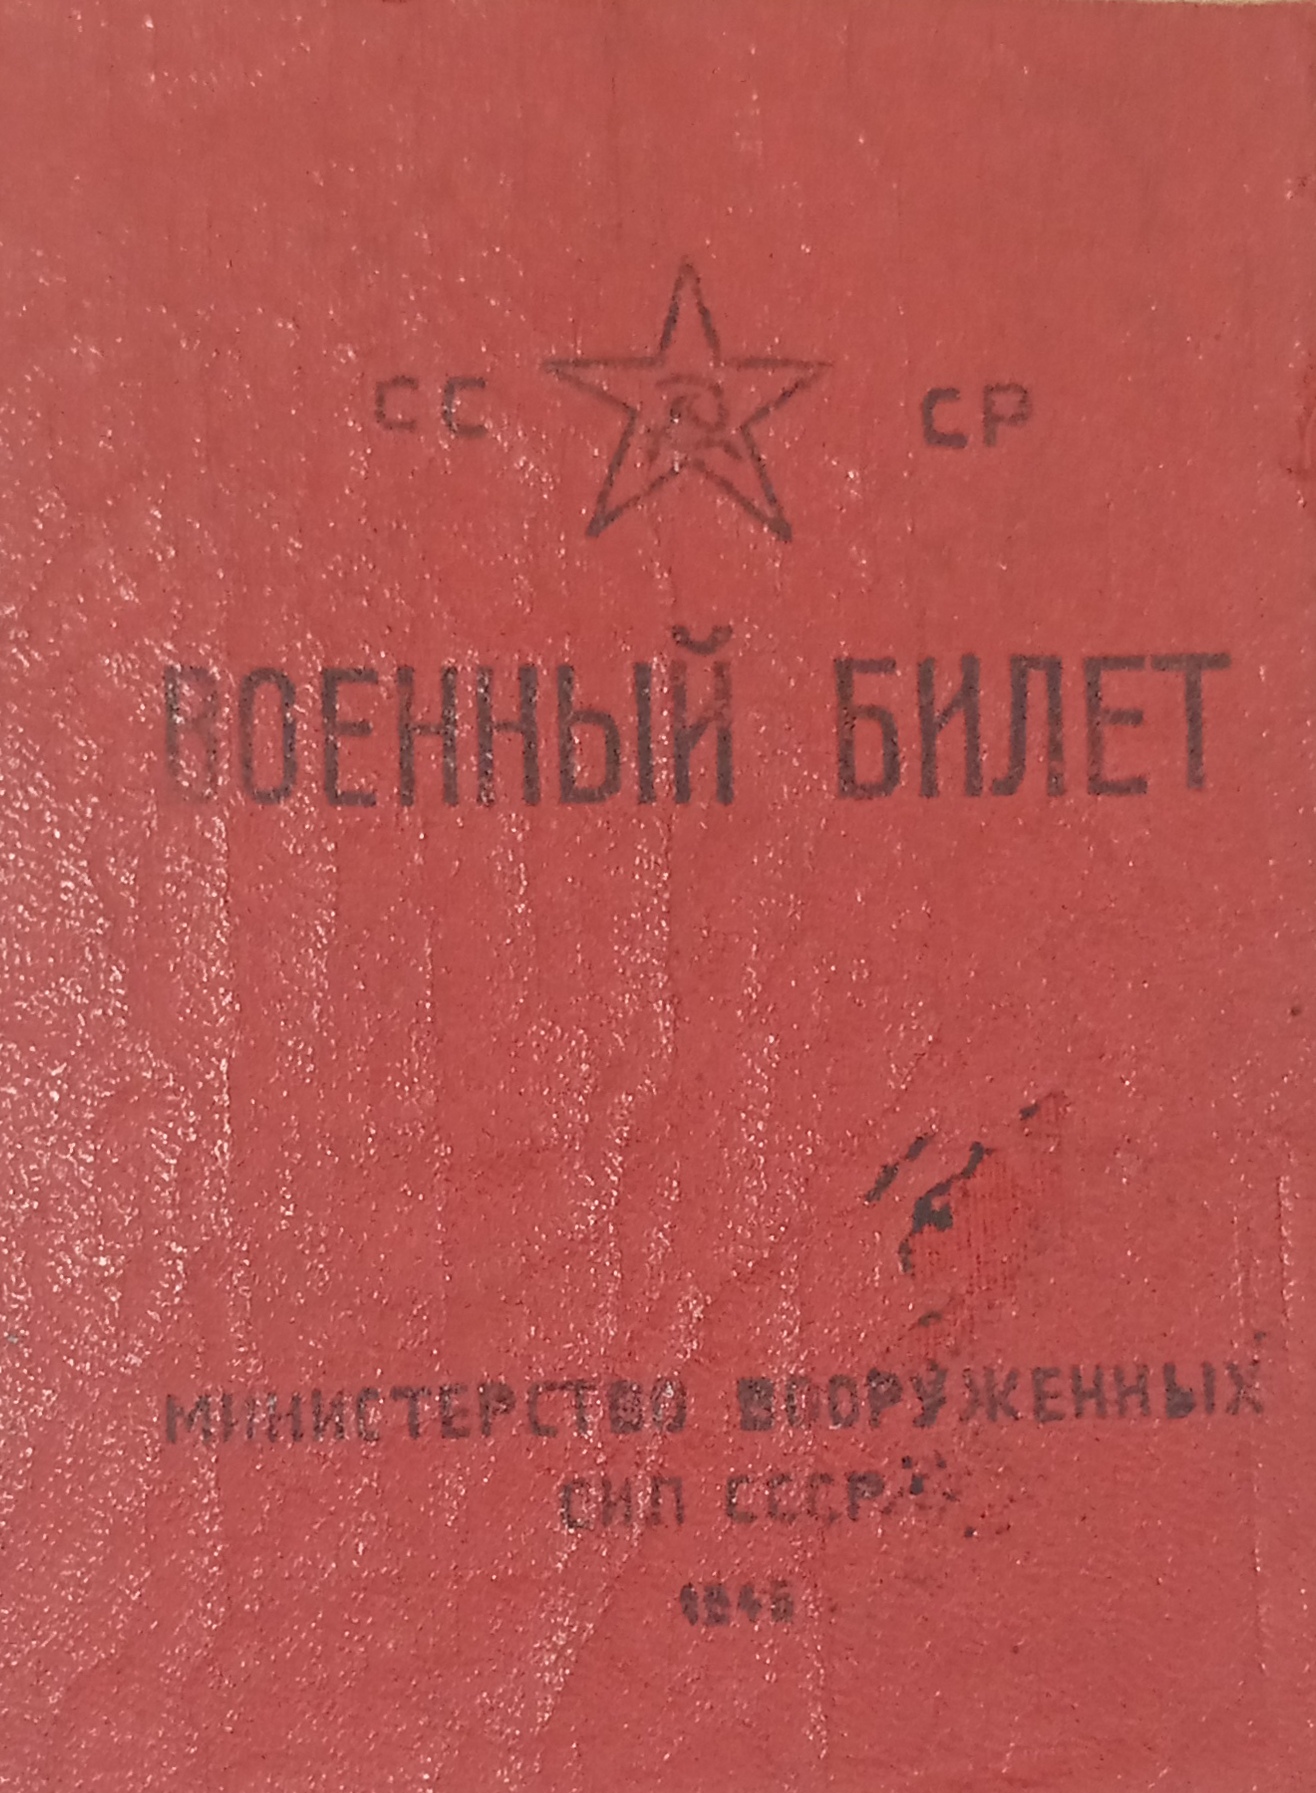 СС СР
ВОЕННЫЙ БИЛЕТ
МИНИСТЕРСТВО ВООРУЖЕННЫХ
СИЛ СССР